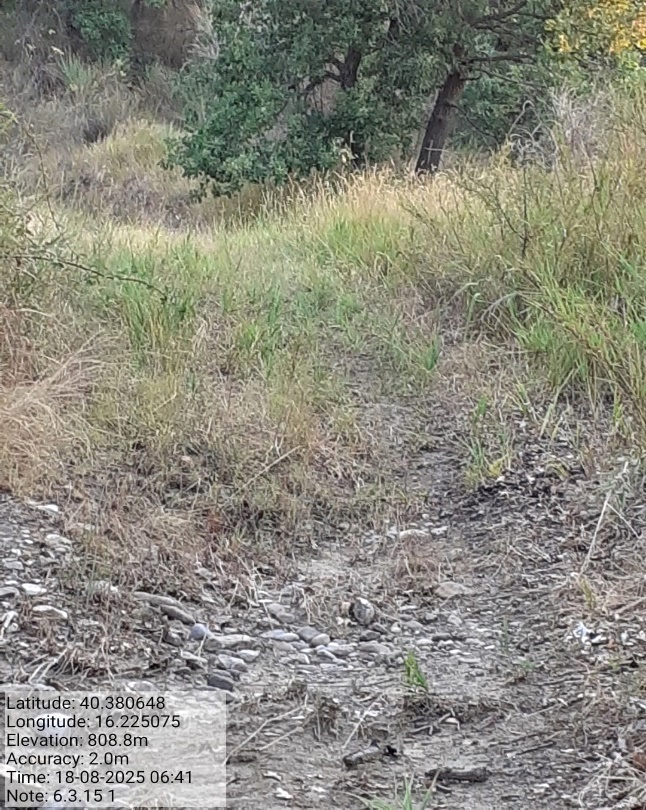 Latitude: 40.380648
Longitude: 16.225075
Elevation: 808.8m
Accuracy: 2.0m
Time: 18-08-2025 06:41
Note: 6.3.15 1